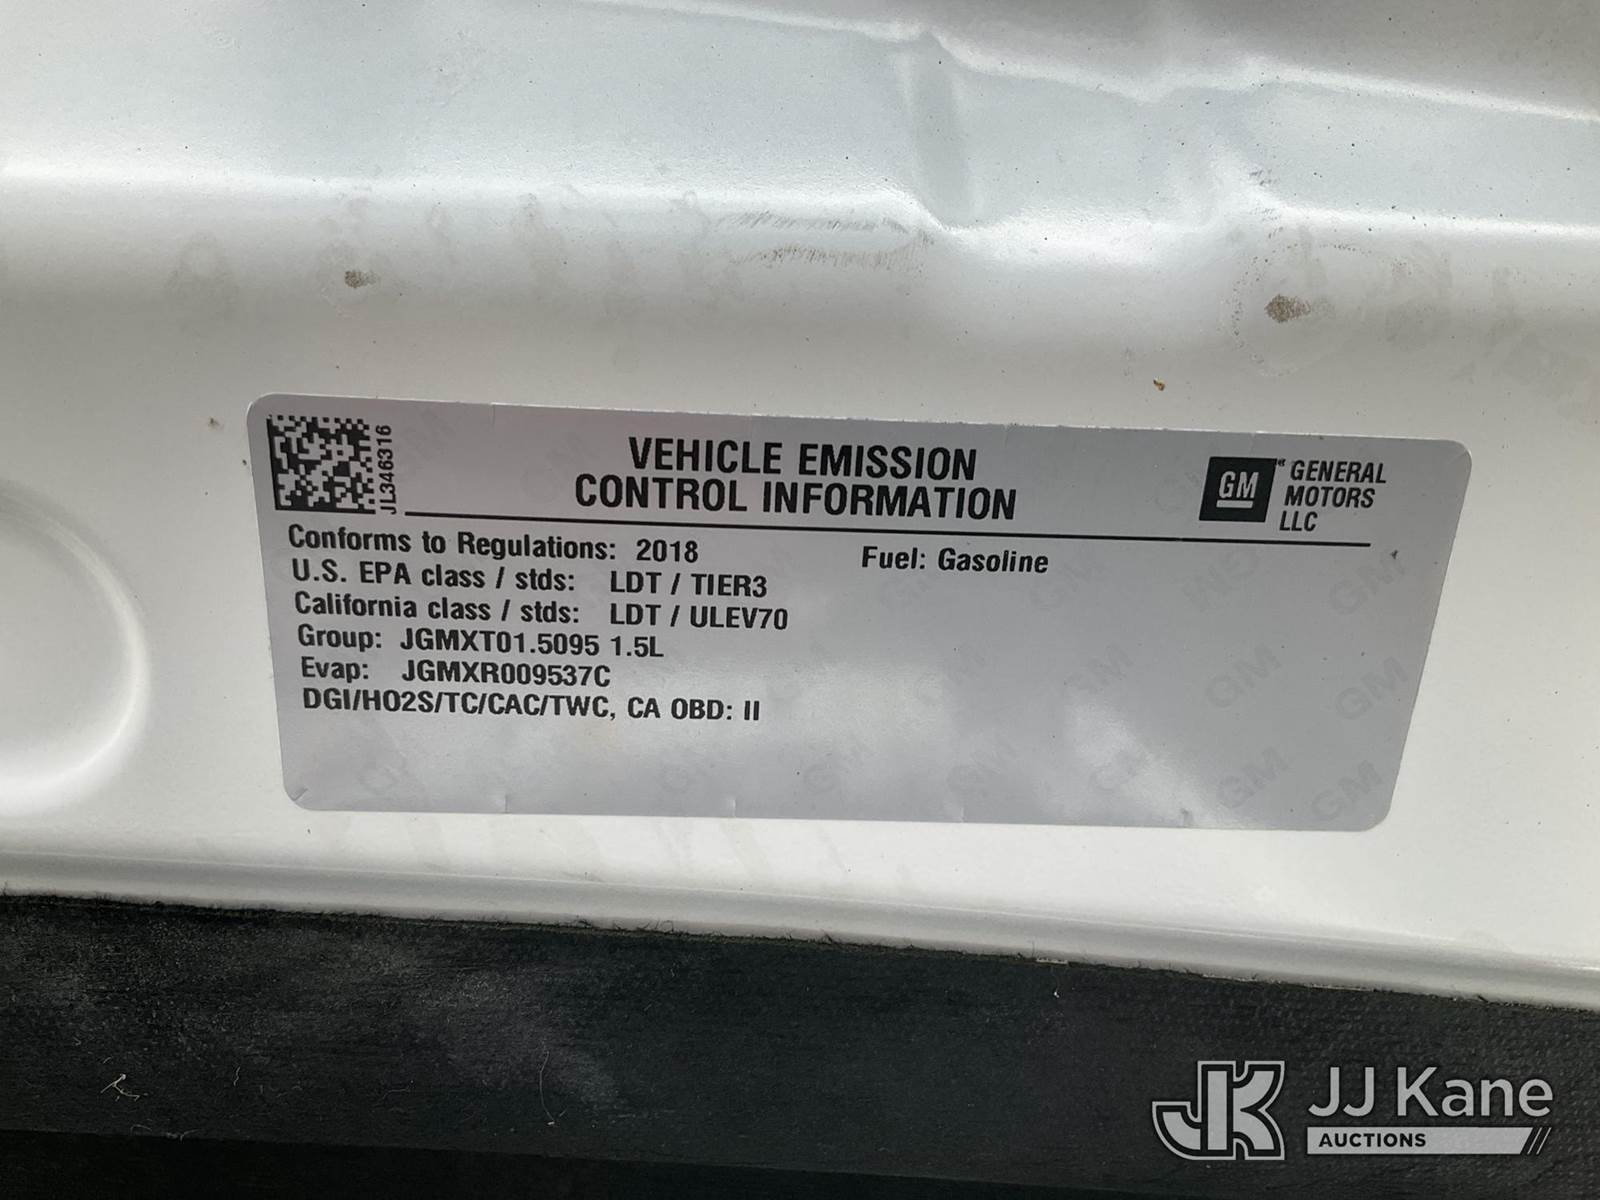 JL346316
VEHICLE EMISSION
CONTROL INFORMATION
GM
GENERAL
MOTORS
LLC
Conforms to Regulations: 2018
Fuel: Gasoline
U.S. EPA class / stds: LDT / TIER3
California class / stds: LDT / ULEV70
Group: JGMXT01.5095 1.5L
Evap: JGMXR009537C
DGI/HO2S/TC/CAC/TWC, CA OBD: II
JK
JJ Kane
AUCTIONS